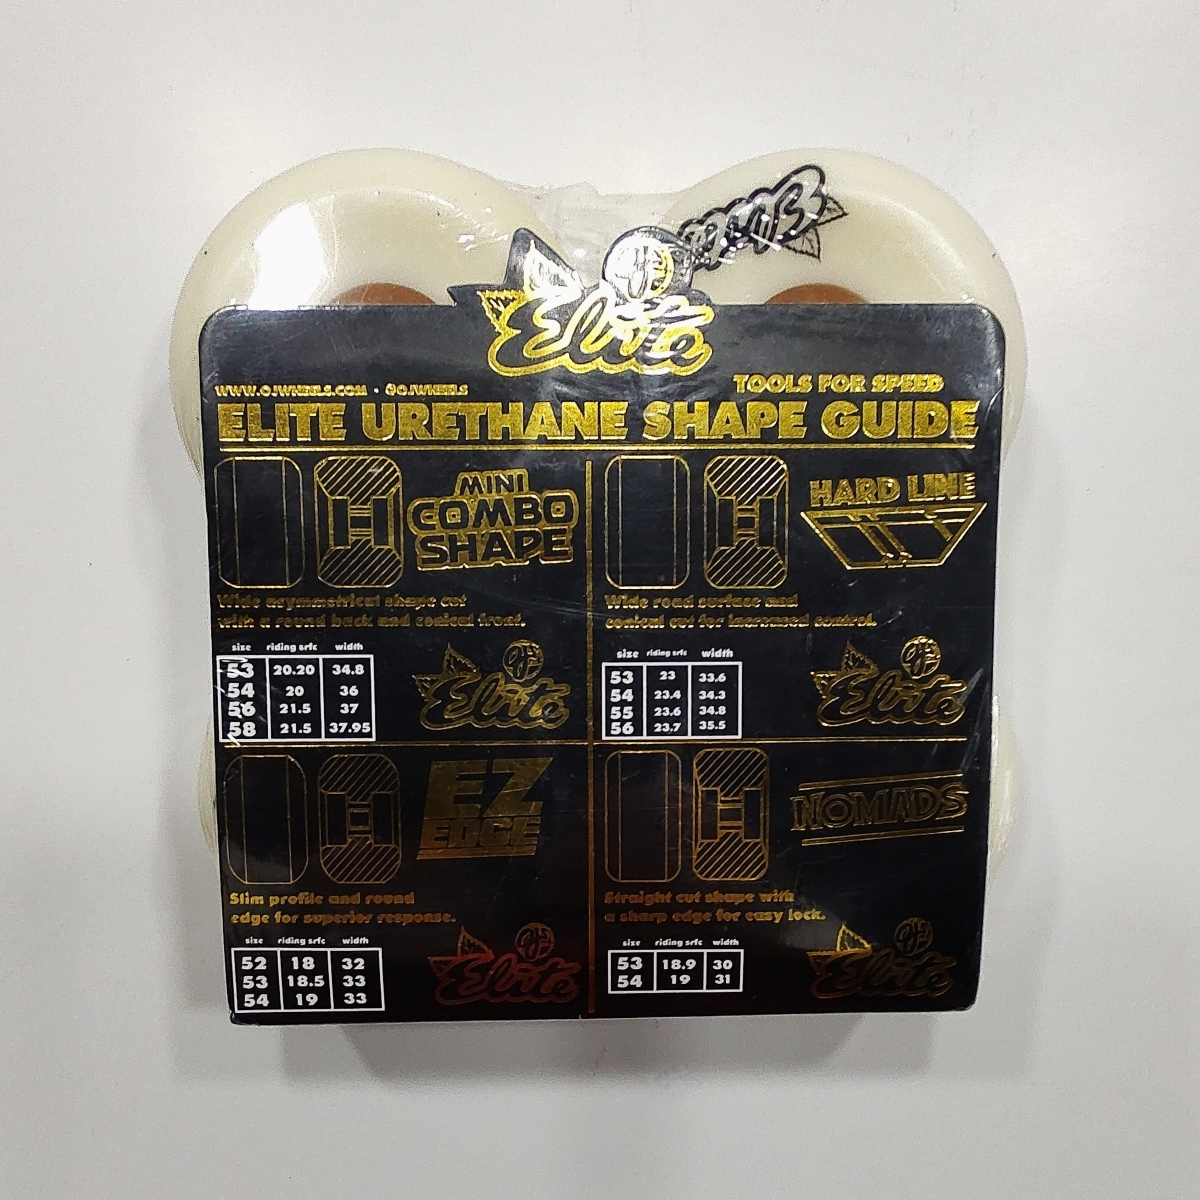 OJ
Elite
WWW.OJWHEELS.COM • @OJWHEELS
TOOLS FOR SPEED
ELITE URETHANE SHAPE GUIDE
MINI
COMBO
SHAPE
Wide asymmetrical shape cut
with a round back and conical front.
size riding srfc width
53 20.20 34.8
54 20 36
56 21.5 37
58 21.5 37.95
OJ
Elite
HARD LINE
Wide road surface and
conical cut for increased control.
size riding srfc width
53 23 33.6
54 23.4 34.3
55 23.6 34.8
56 23.7 35.5
OJ
Elite
EZ
EDGE
Slim profile and round
edge for superior response.
size riding srfc width
52 18 32
53 18.5 33
54 19 33
OJ
Elite
NOMADS
Straight cut shape with
a sharp edge for easy lock.
size riding srfc width
53 18.9 30
54 19 31
OJ
Elite